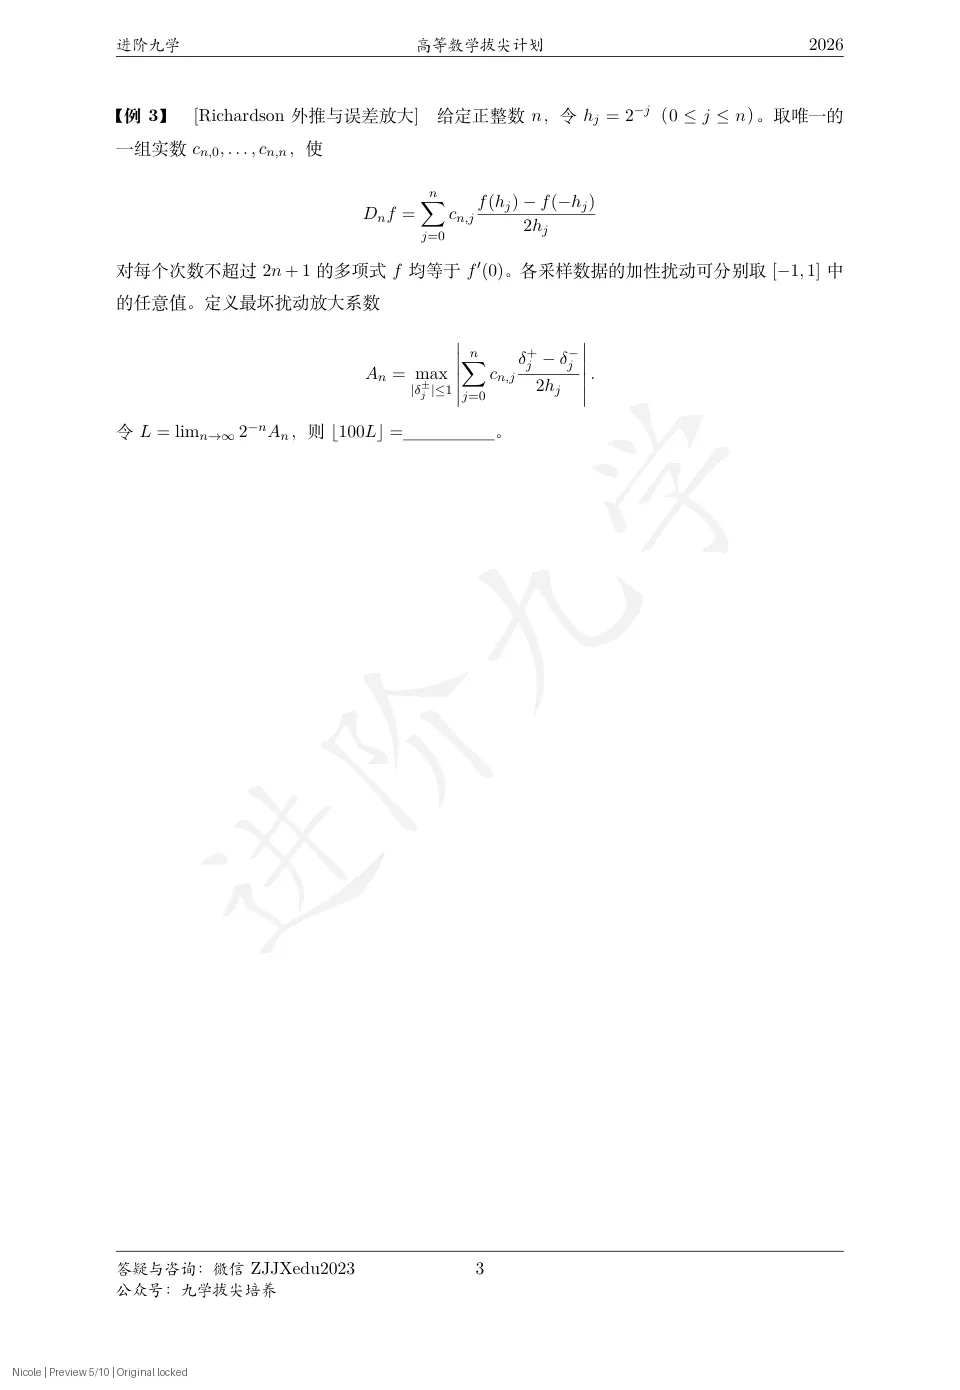 进阶九学 高等数学拔尖计划 2026
【例 3】 [Richardson 外推与误差放大] 给定正整数 n，令 h_j = 2^{-j}（0 ≤ j ≤ n）。取唯一的
一组实数 c_{n,0}, . . . , c_{n,n}，使
D_n f = \sum_{j=0}^{n} c_{n,j} \frac{f(h_j) − f(−h_j)}{2h_j}
对每个次数不超过 2n + 1 的多项式 f 均等于 f′(0)。各采样数据的加性扰动可分别取 [−1, 1] 中
的任意值。定义最坏扰动放大系数
A_n = \max_{|δ_j^±|≤1} \left| \sum_{j=0}^{n} c_{n,j} \frac{δ_j^+ − δ_j^-}{2h_j} \right| .
令 L = lim_{n→∞} 2^{−n} A_n，则 ⌊100L⌋ =__________。
进阶九学
答疑与咨询：微信 ZJJXedu2023 3
公众号：九学拔尖培养
Nicole | Preview 5/10 | Original locked